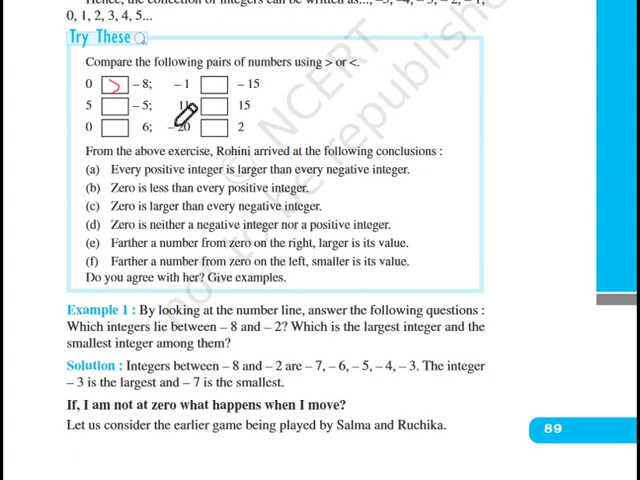 0, 1, 2, 3, 4, 5...
Try These
Compare the following pairs of numbers using > or <.
0 > – 8; – 1 – 15
5 – 5; 15
0 6; 2
From the above exercise, Rohini arrived at the following conclusions :
(a) Every positive integer is larger than every negative integer.
(b) Zero is less than every positive integer.
(c) Zero is larger than every negative integer.
(d) Zero is neither a negative integer nor a positive integer.
(e) Farther a number from zero on the right, larger is its value.
(f) Farther a number from zero on the left, smaller is its value.
Do you agree with her? Give examples.
Example 1 : By looking at the number line, answer the following questions :
Which integers lie between – 8 and – 2? Which is the largest integer and the
smallest integer among them?
Solution : Integers between – 8 and – 2 are – 7, – 6, – 5, – 4, – 3. The integer
– 3 is the largest and – 7 is the smallest.
If, I am not at zero what happens when I move?
Let us consider the earlier game being played by Salma and Ruchika.
89
© NCERT
not to be republished